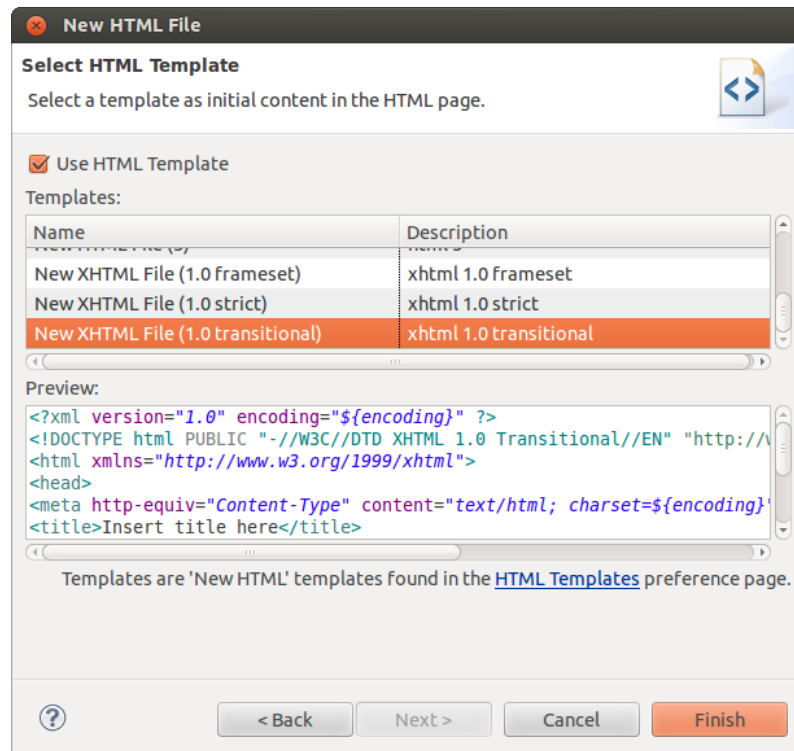 New HTML File
Select HTML Template
Select a template as initial content in the HTML page.
Use HTML Template
Templates:
Name Description
New XHTML File (1.0 frameset) xhtml 1.0 frameset
New XHTML File (1.0 strict) xhtml 1.0 strict
New XHTML File (1.0 transitional) xhtml 1.0 transitional
Preview:
<?xml version="1.0" encoding="${encoding}" ?>
<!DOCTYPE html PUBLIC "-//W3C//DTD XHTML 1.0 Transitional//EN" "http://
<html xmlns="http://www.w3.org/1999/xhtml">
<head>
<meta http-equiv="Content-Type" content="text/html; charset=${encoding}"
<title>Insert title here</title>
Templates are 'New HTML' templates found in the HTML Templates preference page.
< Back Next > Cancel Finish